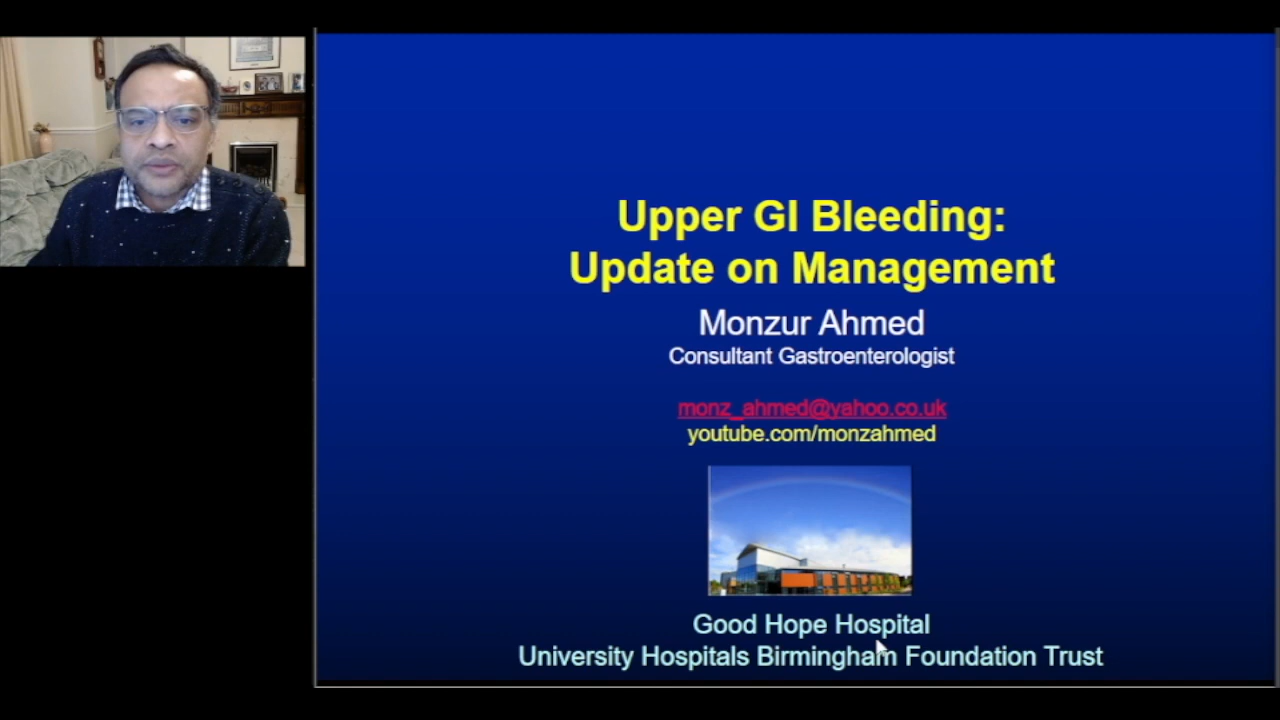 Upper GI Bleeding:
Update on Management
Monzur Ahmed
Consultant Gastroenterologist
monz_ahmed@yahoo.co.uk
youtube.com/monzahmed
Good Hope Hospital
University Hospitals Birmingham Foundation Trust